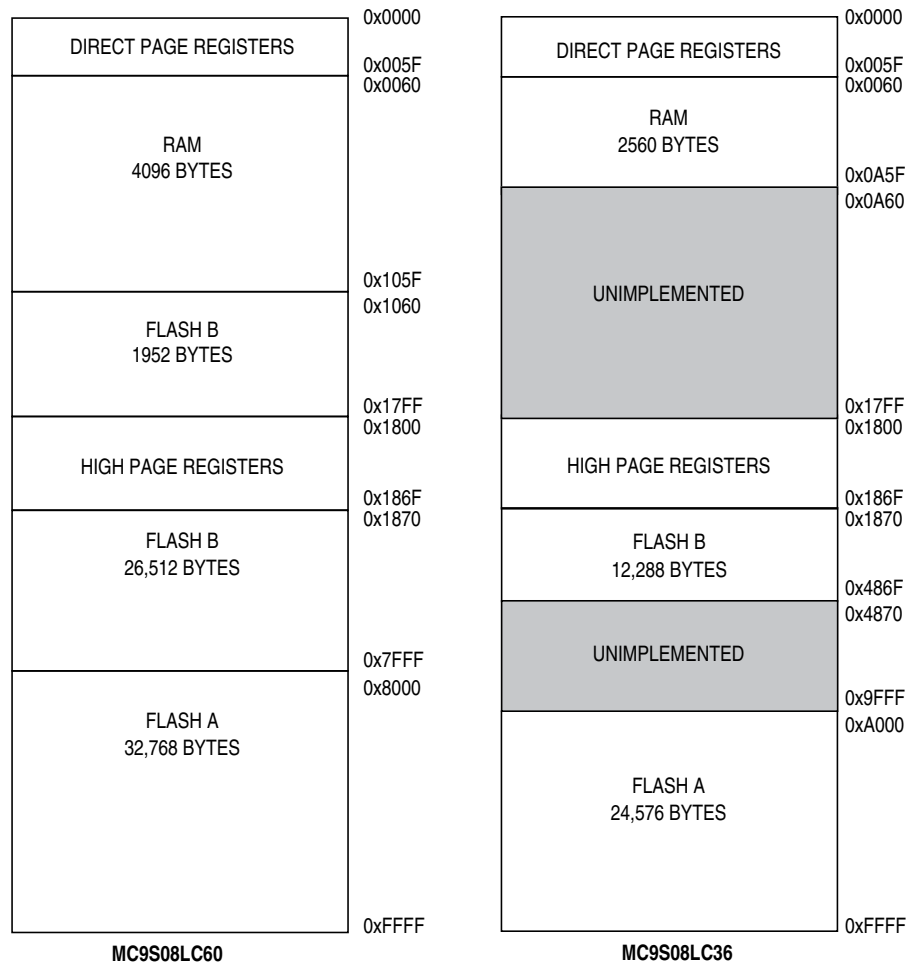 0x0000
DIRECT PAGE REGISTERS
0x005F
0x0060
RAM
4096 BYTES
0x105F
0x1060
FLASH B
1952 BYTES
0x17FF
0x1800
HIGH PAGE REGISTERS
0x186F
0x1870
FLASH B
26,512 BYTES
0x7FFF
0x8000
FLASH A
32,768 BYTES
0xFFFF
MC9S08LC60
0x0000
DIRECT PAGE REGISTERS
0x005F
0x0060
RAM
2560 BYTES
0x0A5F
0x0A60
UNIMPLEMENTED
0x17FF
0x1800
HIGH PAGE REGISTERS
0x186F
0x1870
FLASH B
12,288 BYTES
0x486F
0x4870
UNIMPLEMENTED
0x9FFF
0xA000
FLASH A
24,576 BYTES
0xFFFF
MC9S08LC36